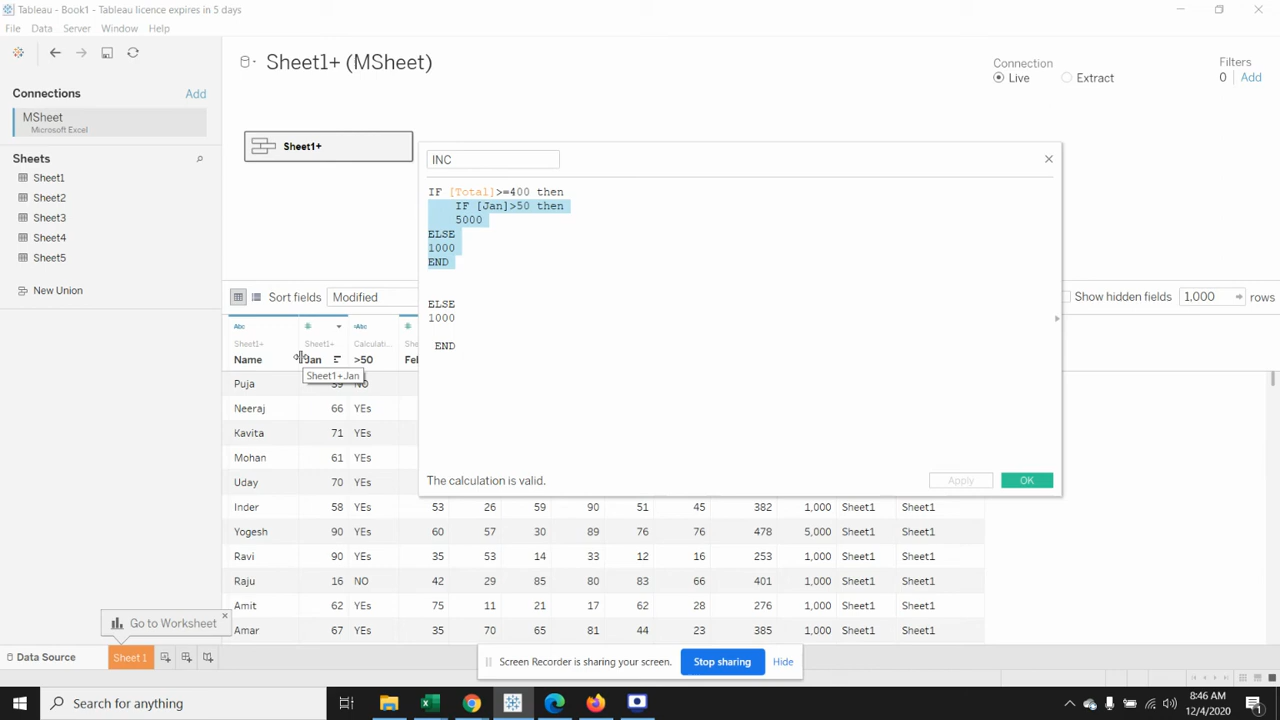 Tableau - Book1 - Tableau licence expires in 5 days
File Data Server Window Help
Connections Add
MSheet
Microsoft Excel
Sheets
Sheet1
Sheet2
Sheet3
Sheet4
Sheet5
New Union
Sheet1+ (MSheet)
Connection
Live Extract
Filters
0 Add
Sheet1+
INC
IF [Total]>=400 then
IF [Jan]>50 then
5000
ELSE
1000
END
ELSE
1000
END
The calculation is valid.
Apply OK
Sort fields Modified
Show hidden fields 1,000 rows
Abc Abc
Sheet1+ Sheet1+ Calculati... Sh
Name Jan >50 Fel
Sheet1+.Jan
Puja NO
Neeraj 66 YEs
Kavita 71 YEs
Mohan 61 YEs
Uday 70 YEs
Inder 58 YEs 53 26 59 90 51 45 382 1,000 Sheet1 Sheet1
Yogesh 90 YEs 60 57 30 89 76 76 478 5,000 Sheet1 Sheet1
Ravi 90 YEs 35 53 14 33 12 16 253 1,000 Sheet1 Sheet1
Raju 16 NO 42 29 85 80 83 66 401 1,000 Sheet1 Sheet1
Amit 62 YEs 75 11 21 17 62 28 276 1,000 Sheet1 Sheet1
Amar 67 YEs 35 70 65 81 44 23 385 1,000 Sheet1 Sheet1
Go to Worksheet
Data Source Sheet 1
Screen Recorder is sharing your screen. Stop sharing Hide
Search for anything
8:46 AM
12/4/2020
1